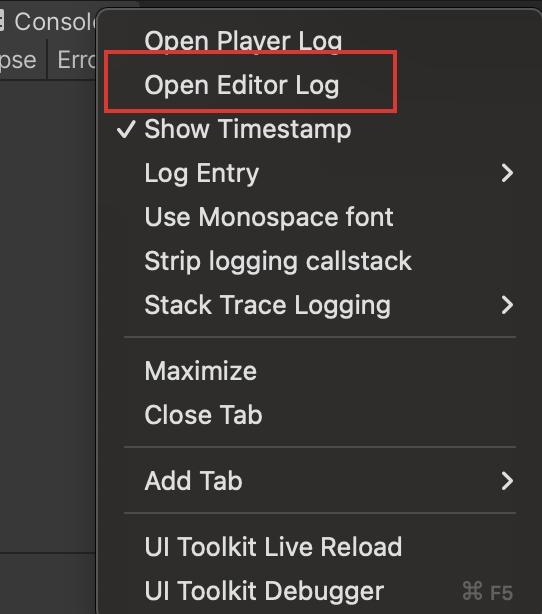 Console
pse
Erro
Open Player Log
Open Editor Log
✓ Show Timestamp
Log Entry
Use Monospace font
Strip logging callstack
Stack Trace Logging
Maximize
Close Tab
Add Tab
UI Toolkit Live Reload
UI Toolkit Debugger ⌘ F5